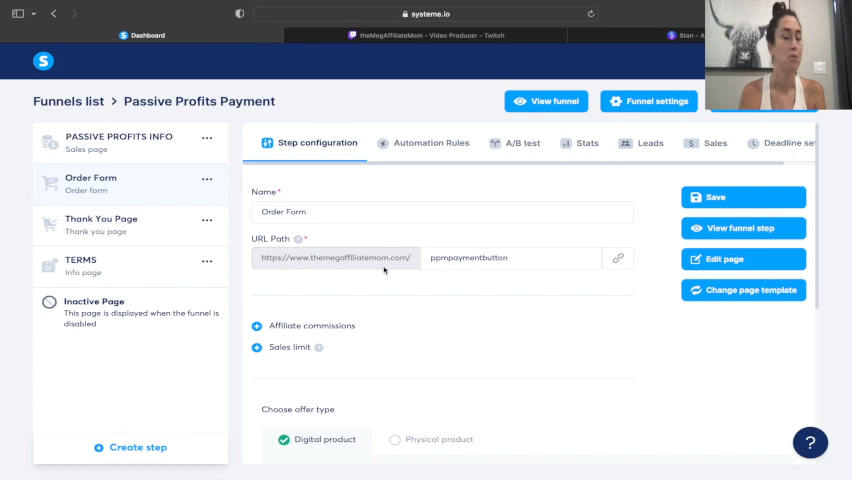 systeme.io
S Dashboard
theMegAffiliateMom - Video Producer - Twitch
Stan - A
S
Funnels list > Passive Profits Payment
View funnel
Funnel settings
PASSIVE PROFITS INFO
Sales page
Order Form
Order form
Thank You Page
Thank you page
TERMS
Info page
Inactive Page
This page is displayed when the funnel is
disabled
Create step
Step configuration
Automation Rules
A/B test
Stats
Leads
Sales
Deadline set
Name*
Order Form
URL Path ? *
https://www.themegaffiliatemom.com/ ppmpaymentbutton
Affiliate commissions
Sales limit ?
Choose offer type
Digital product
Physical product
Save
View funnel step
Edit page
Change page template
?